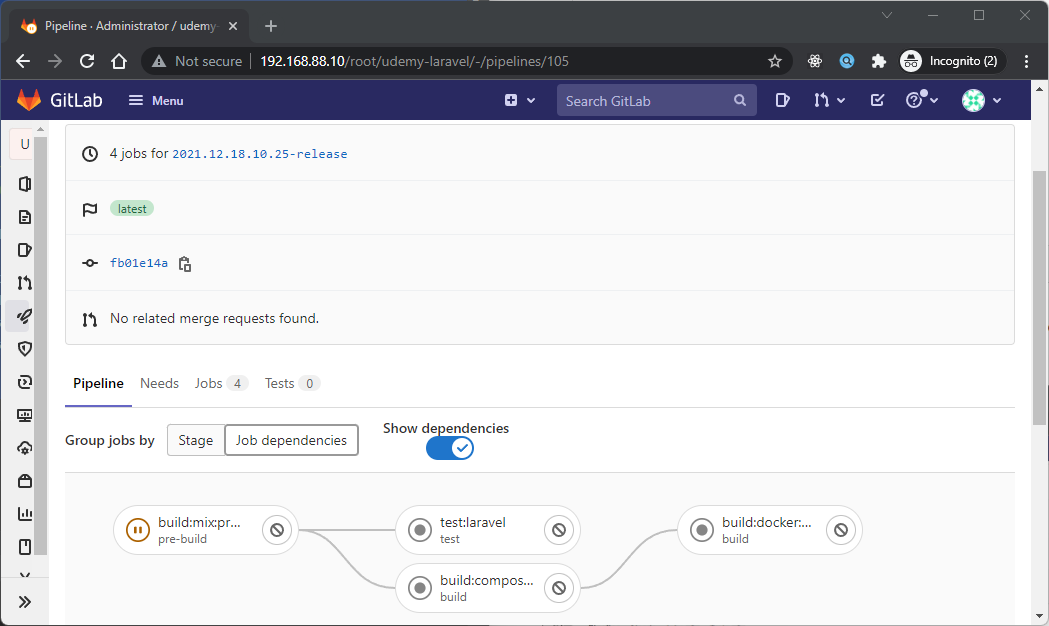 Pipeline · Administrator / udemy-
Not secure
192.168.88.10/root/udemy-laravel/-/pipelines/105
Incognito (2)
GitLab
Menu
Search GitLab
U
4 jobs for 2021.12.18.10.25-release
latest
fb01e14a
No related merge requests found.
Pipeline Needs Jobs 4 Tests 0
Group jobs by Stage Job dependencies
Show dependencies
build:mix:pr...
pre-build
test:laravel
test
build:compos...
build
build:docker:...
build